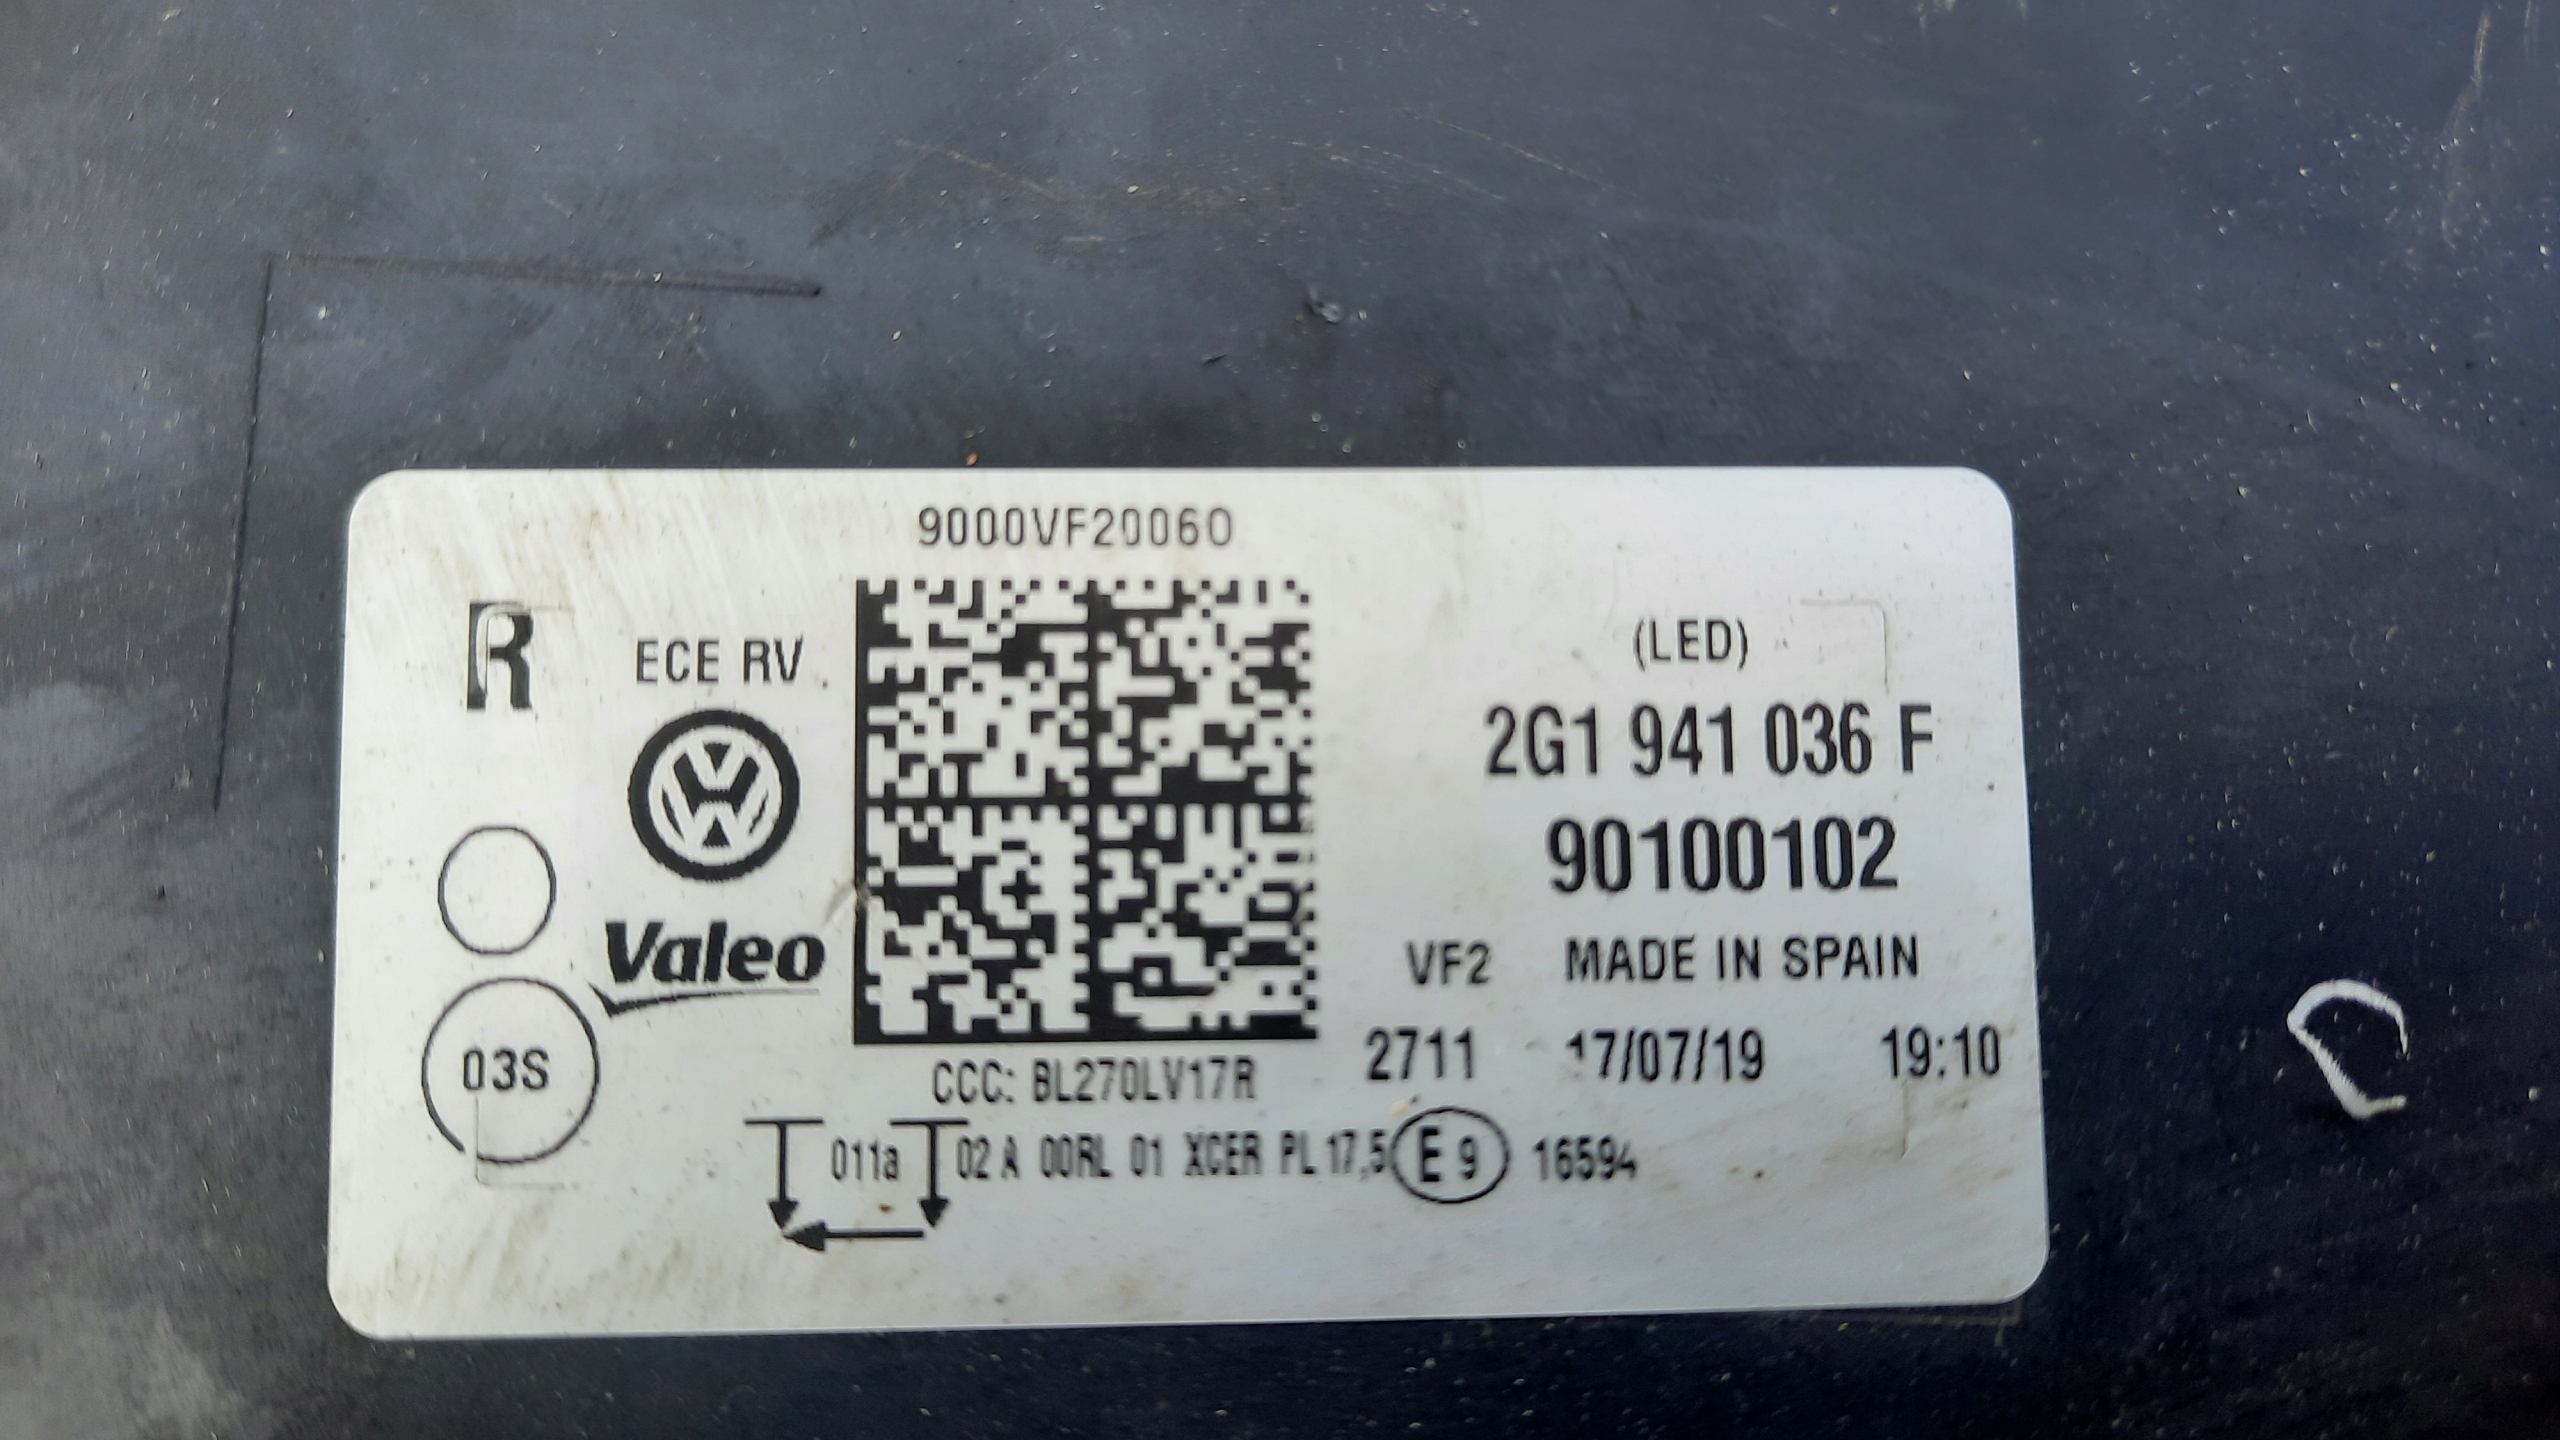 9000VF20060
R
ECE RV
(LED)
2G1 941 036 F
90100102
Valeo
VF2 MADE IN SPAIN
03S
2711 17/07/19 19:10
CCC: BL270LV17R
011a 02 A 00RL 01 XCER PL 17,5 E 9 16594